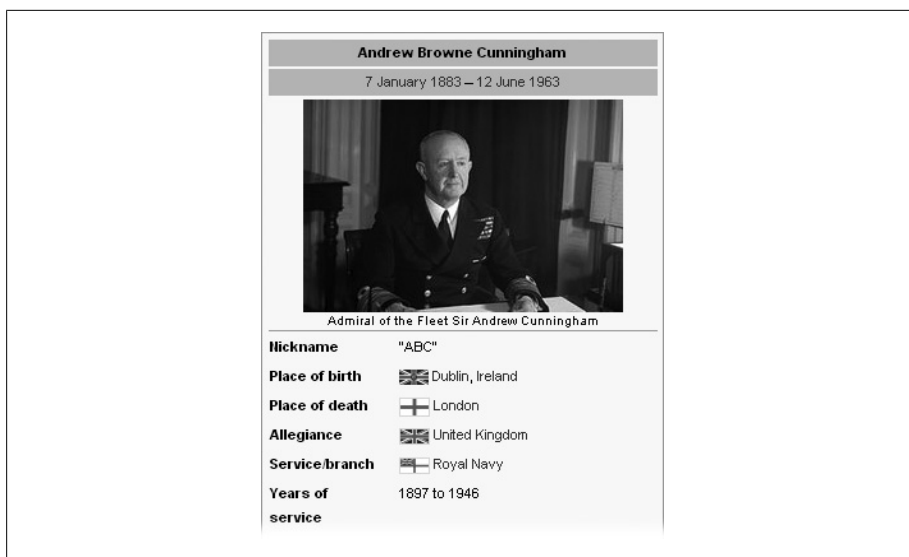 Andrew Browne Cunningham
7 January 1883 – 12 June 1963
Admiral of the Fleet Sir Andrew Cunningham
Nickname "ABC"
Place of birth Dublin, Ireland
Place of death London
Allegiance United Kingdom
Service/branch Royal Navy
Years of 1897 to 1946
service